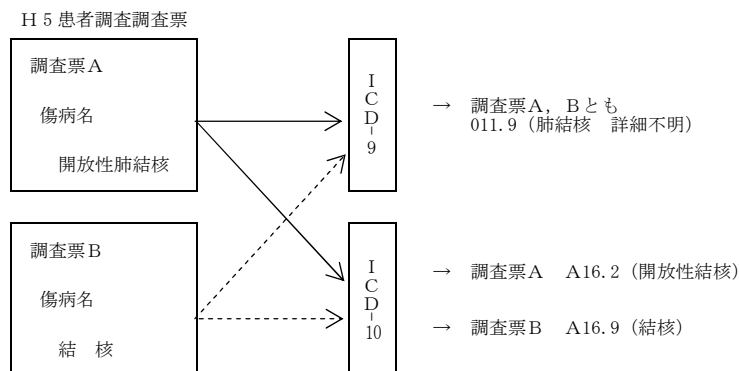 Ｈ５患者調査調査票
調査票Ａ
傷病名
開放性肺結核
ＩＣＤ-9
→ 調査票Ａ，Ｂとも
011.9（肺結核　詳細不明）
調査票Ｂ
傷病名
結　核
ＩＣＤ-10
→ 調査票Ａ　A16.2（開放性結核）
→ 調査票Ｂ　A16.9（結核）